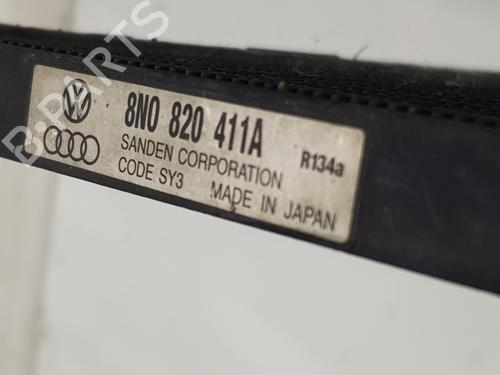 8N0 820 411A
SANDEN CORPORATION R134a
CODE SY3 MADE IN JAPAN
B-PARTS